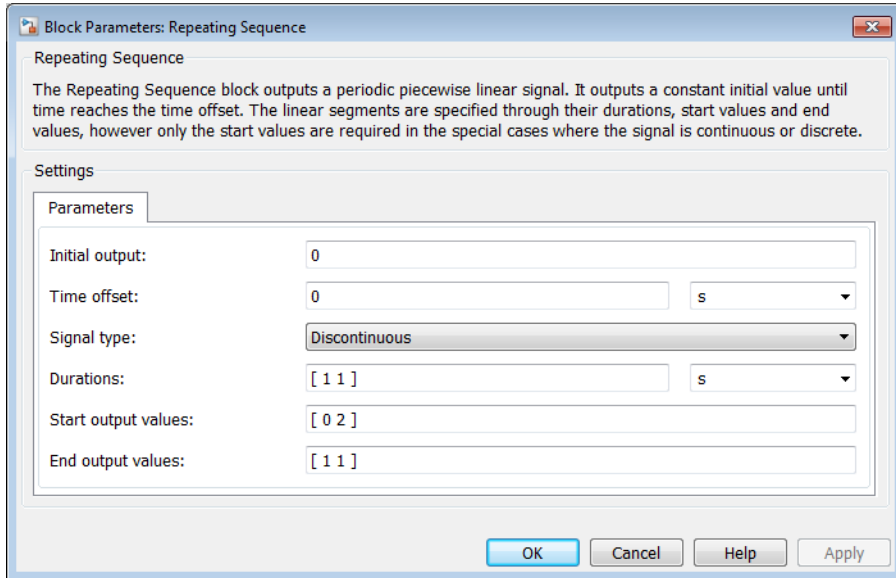 Block Parameters: Repeating Sequence
Repeating Sequence
The Repeating Sequence block outputs a periodic piecewise linear signal. It outputs a constant initial value until
time reaches the time offset. The linear segments are specified through their durations, start values and end
values, however only the start values are required in the special cases where the signal is continuous or discrete.
Settings
Parameters
Initial output: 0
Time offset: 0 s
Signal type: Discontinuous
Durations: [ 1 1 ] s
Start output values: [ 0 2 ]
End output values: [ 1 1 ]
OK Cancel Help Apply